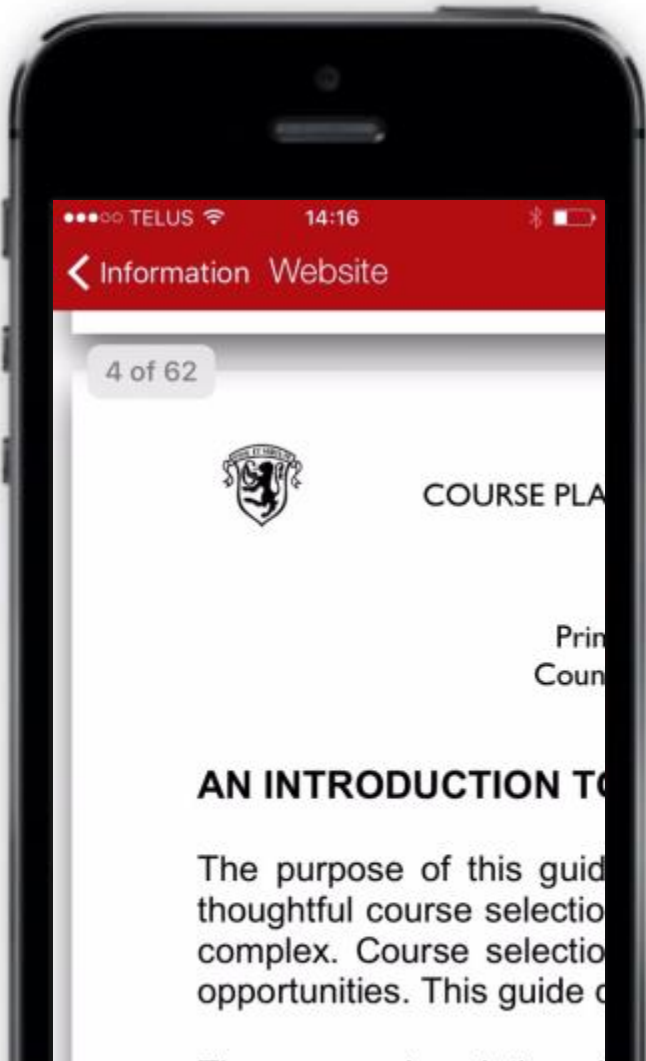 TELUS 14:16
Information Website
4 of 62
COURSE PLA
Prin
Coun
AN INTRODUCTION TO
The purpose of this guid
thoughtful course selectio
complex. Course selectio
opportunities. This guide